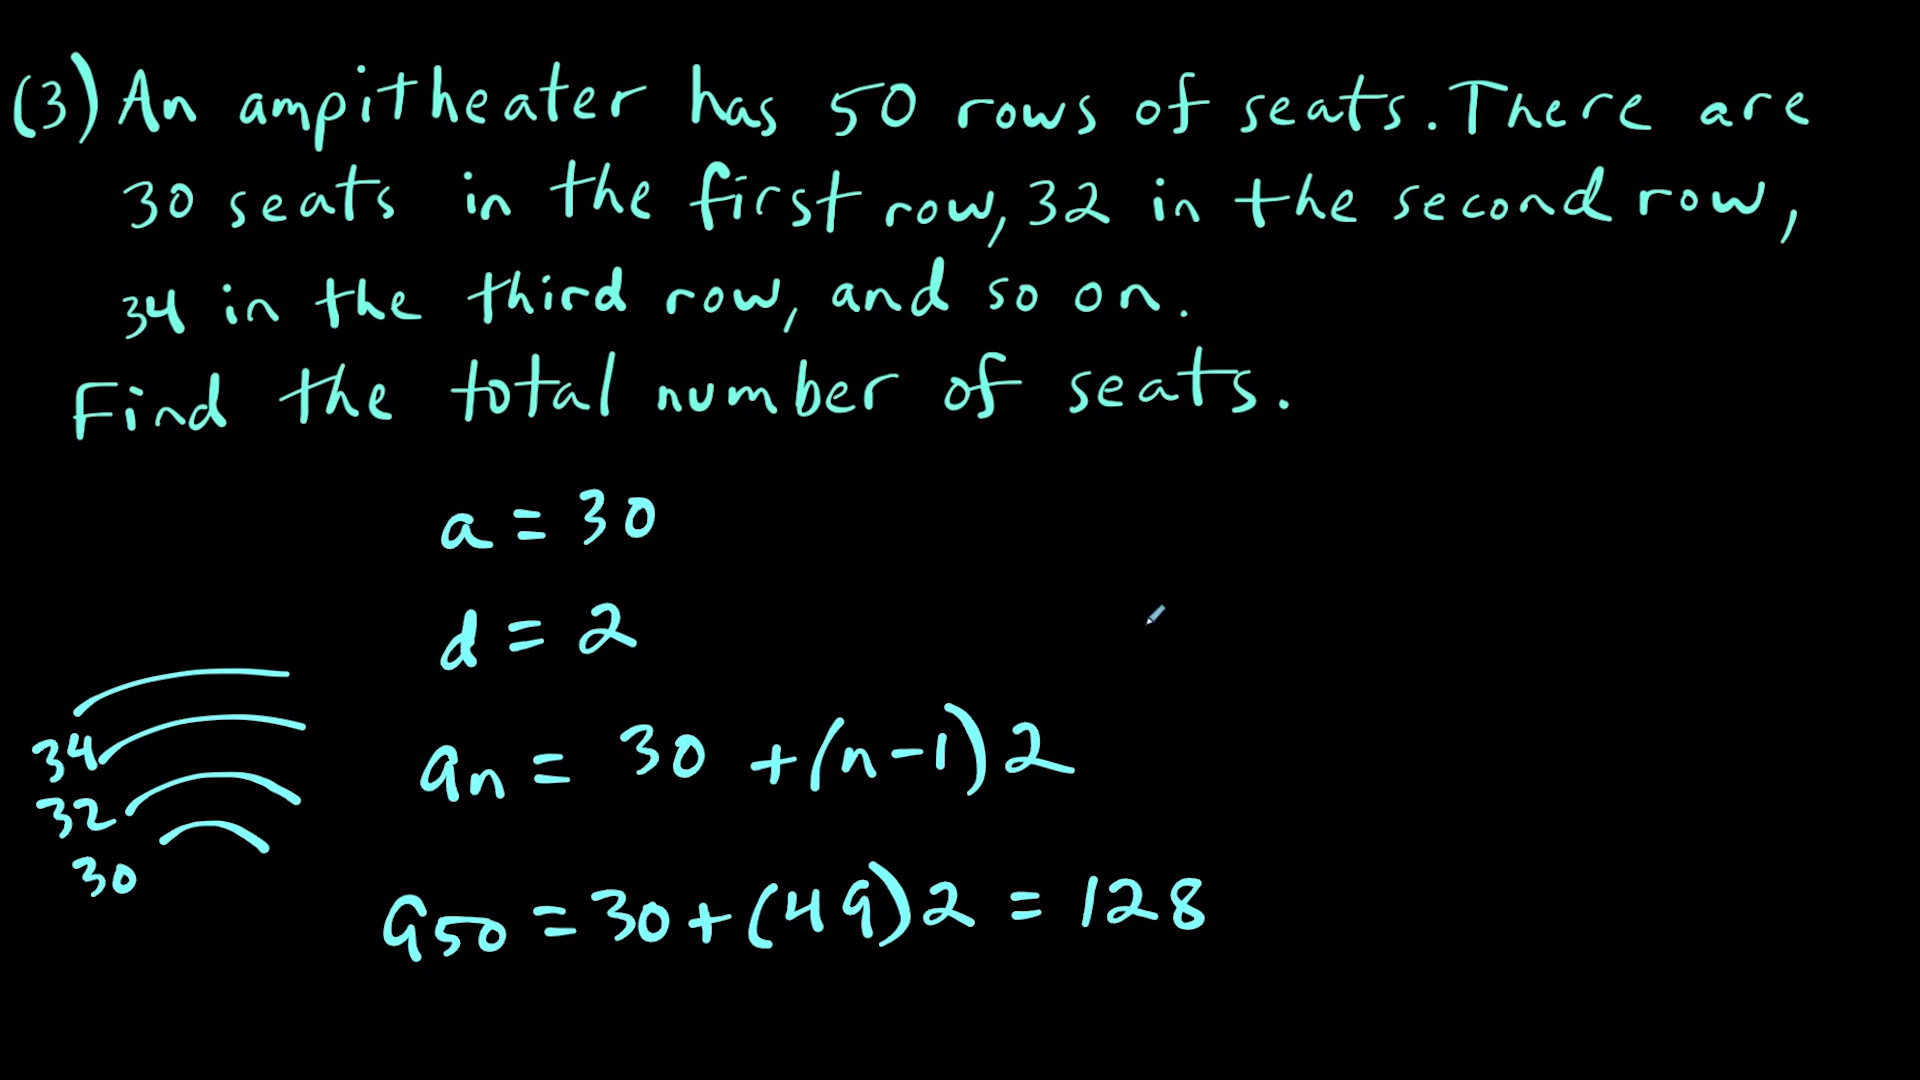 (3) An ampitheater has 50 rows of seats. There are
30 seats in the first row, 32 in the second row,
34 in the third row, and so on.
Find the total number of seats.
a = 30
d = 2
an = 30 + (n-1)2
34
32
30
a50 = 30 + (49)2 = 128